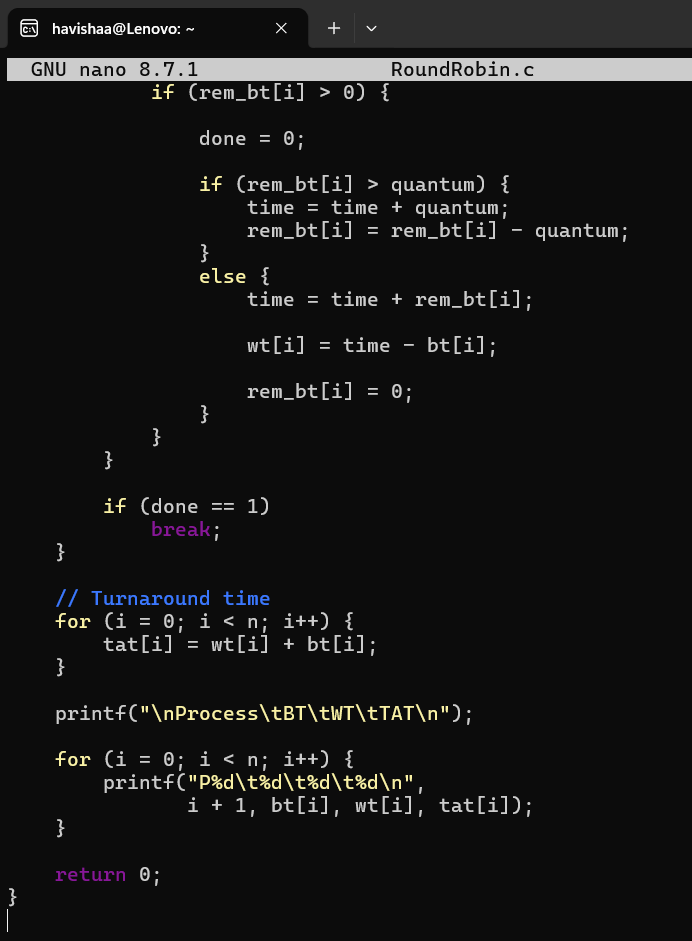 havishaa@Lenovo: ~
GNU nano 8.7.1 RoundRobin.c
            if (rem_bt[i] > 0) {

                done = 0;

                if (rem_bt[i] > quantum) {
                    time = time + quantum;
                    rem_bt[i] = rem_bt[i] - quantum;
                }
                else {
                    time = time + rem_bt[i];

                    wt[i] = time - bt[i];

                    rem_bt[i] = 0;
                }
            }
        }

        if (done == 1)
            break;
    }

    // Turnaround time
    for (i = 0; i < n; i++) {
        tat[i] = wt[i] + bt[i];
    }

    printf("\nProcess\tBT\tWT\tTAT\n");

    for (i = 0; i < n; i++) {
        printf("P%d\t%d\t%d\t%d\n",
               i + 1, bt[i], wt[i], tat[i]);
    }

    return 0;
}